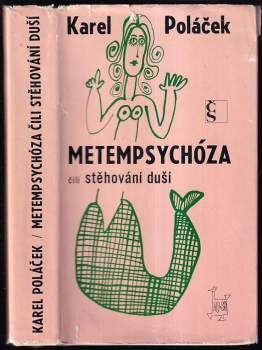 KAREL POLÁČEK / METEMPSYCHÓZA ČILI STĚHOVÁNÍ DUŠÍ
Karel Poláček
ČS
METEMPSYCHÓZA
čili stěhování duší